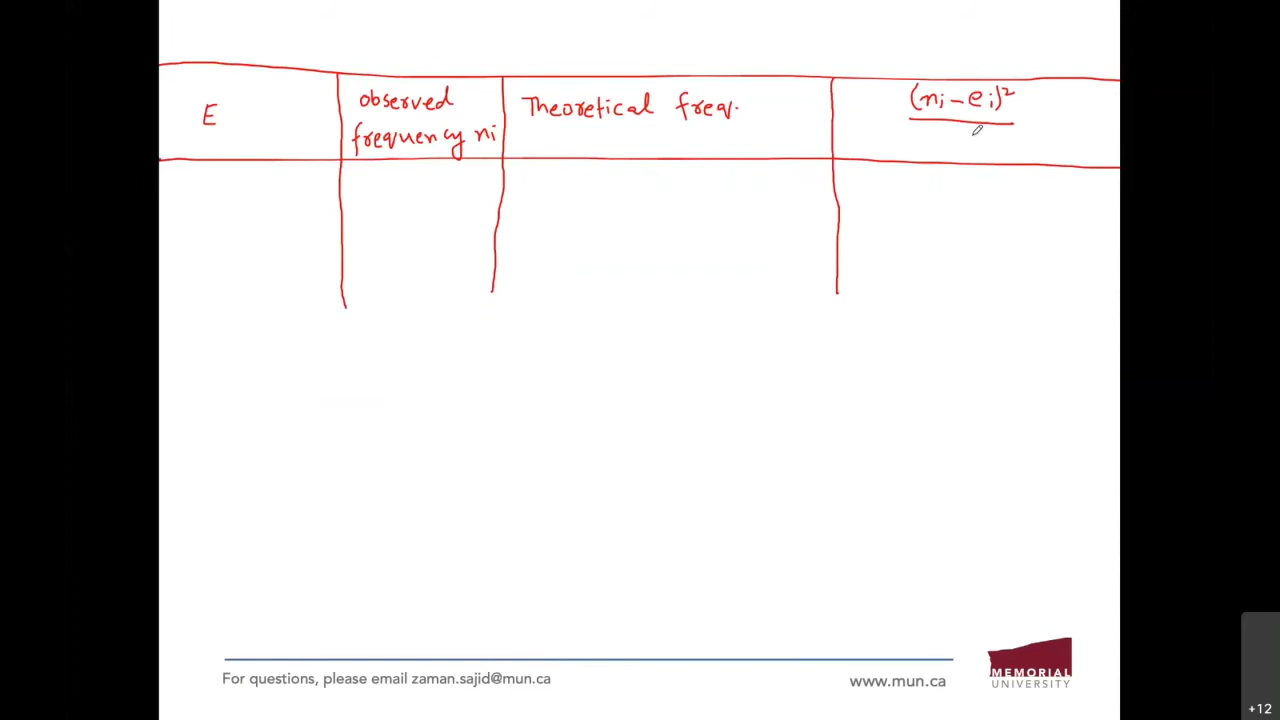 E
observed
frequency ni
Theoretical freq.
(ni - ei)²
For questions, please email zaman.sajid@mun.ca
www.mun.ca
MEMORIAL
UNIVERSITY
+12